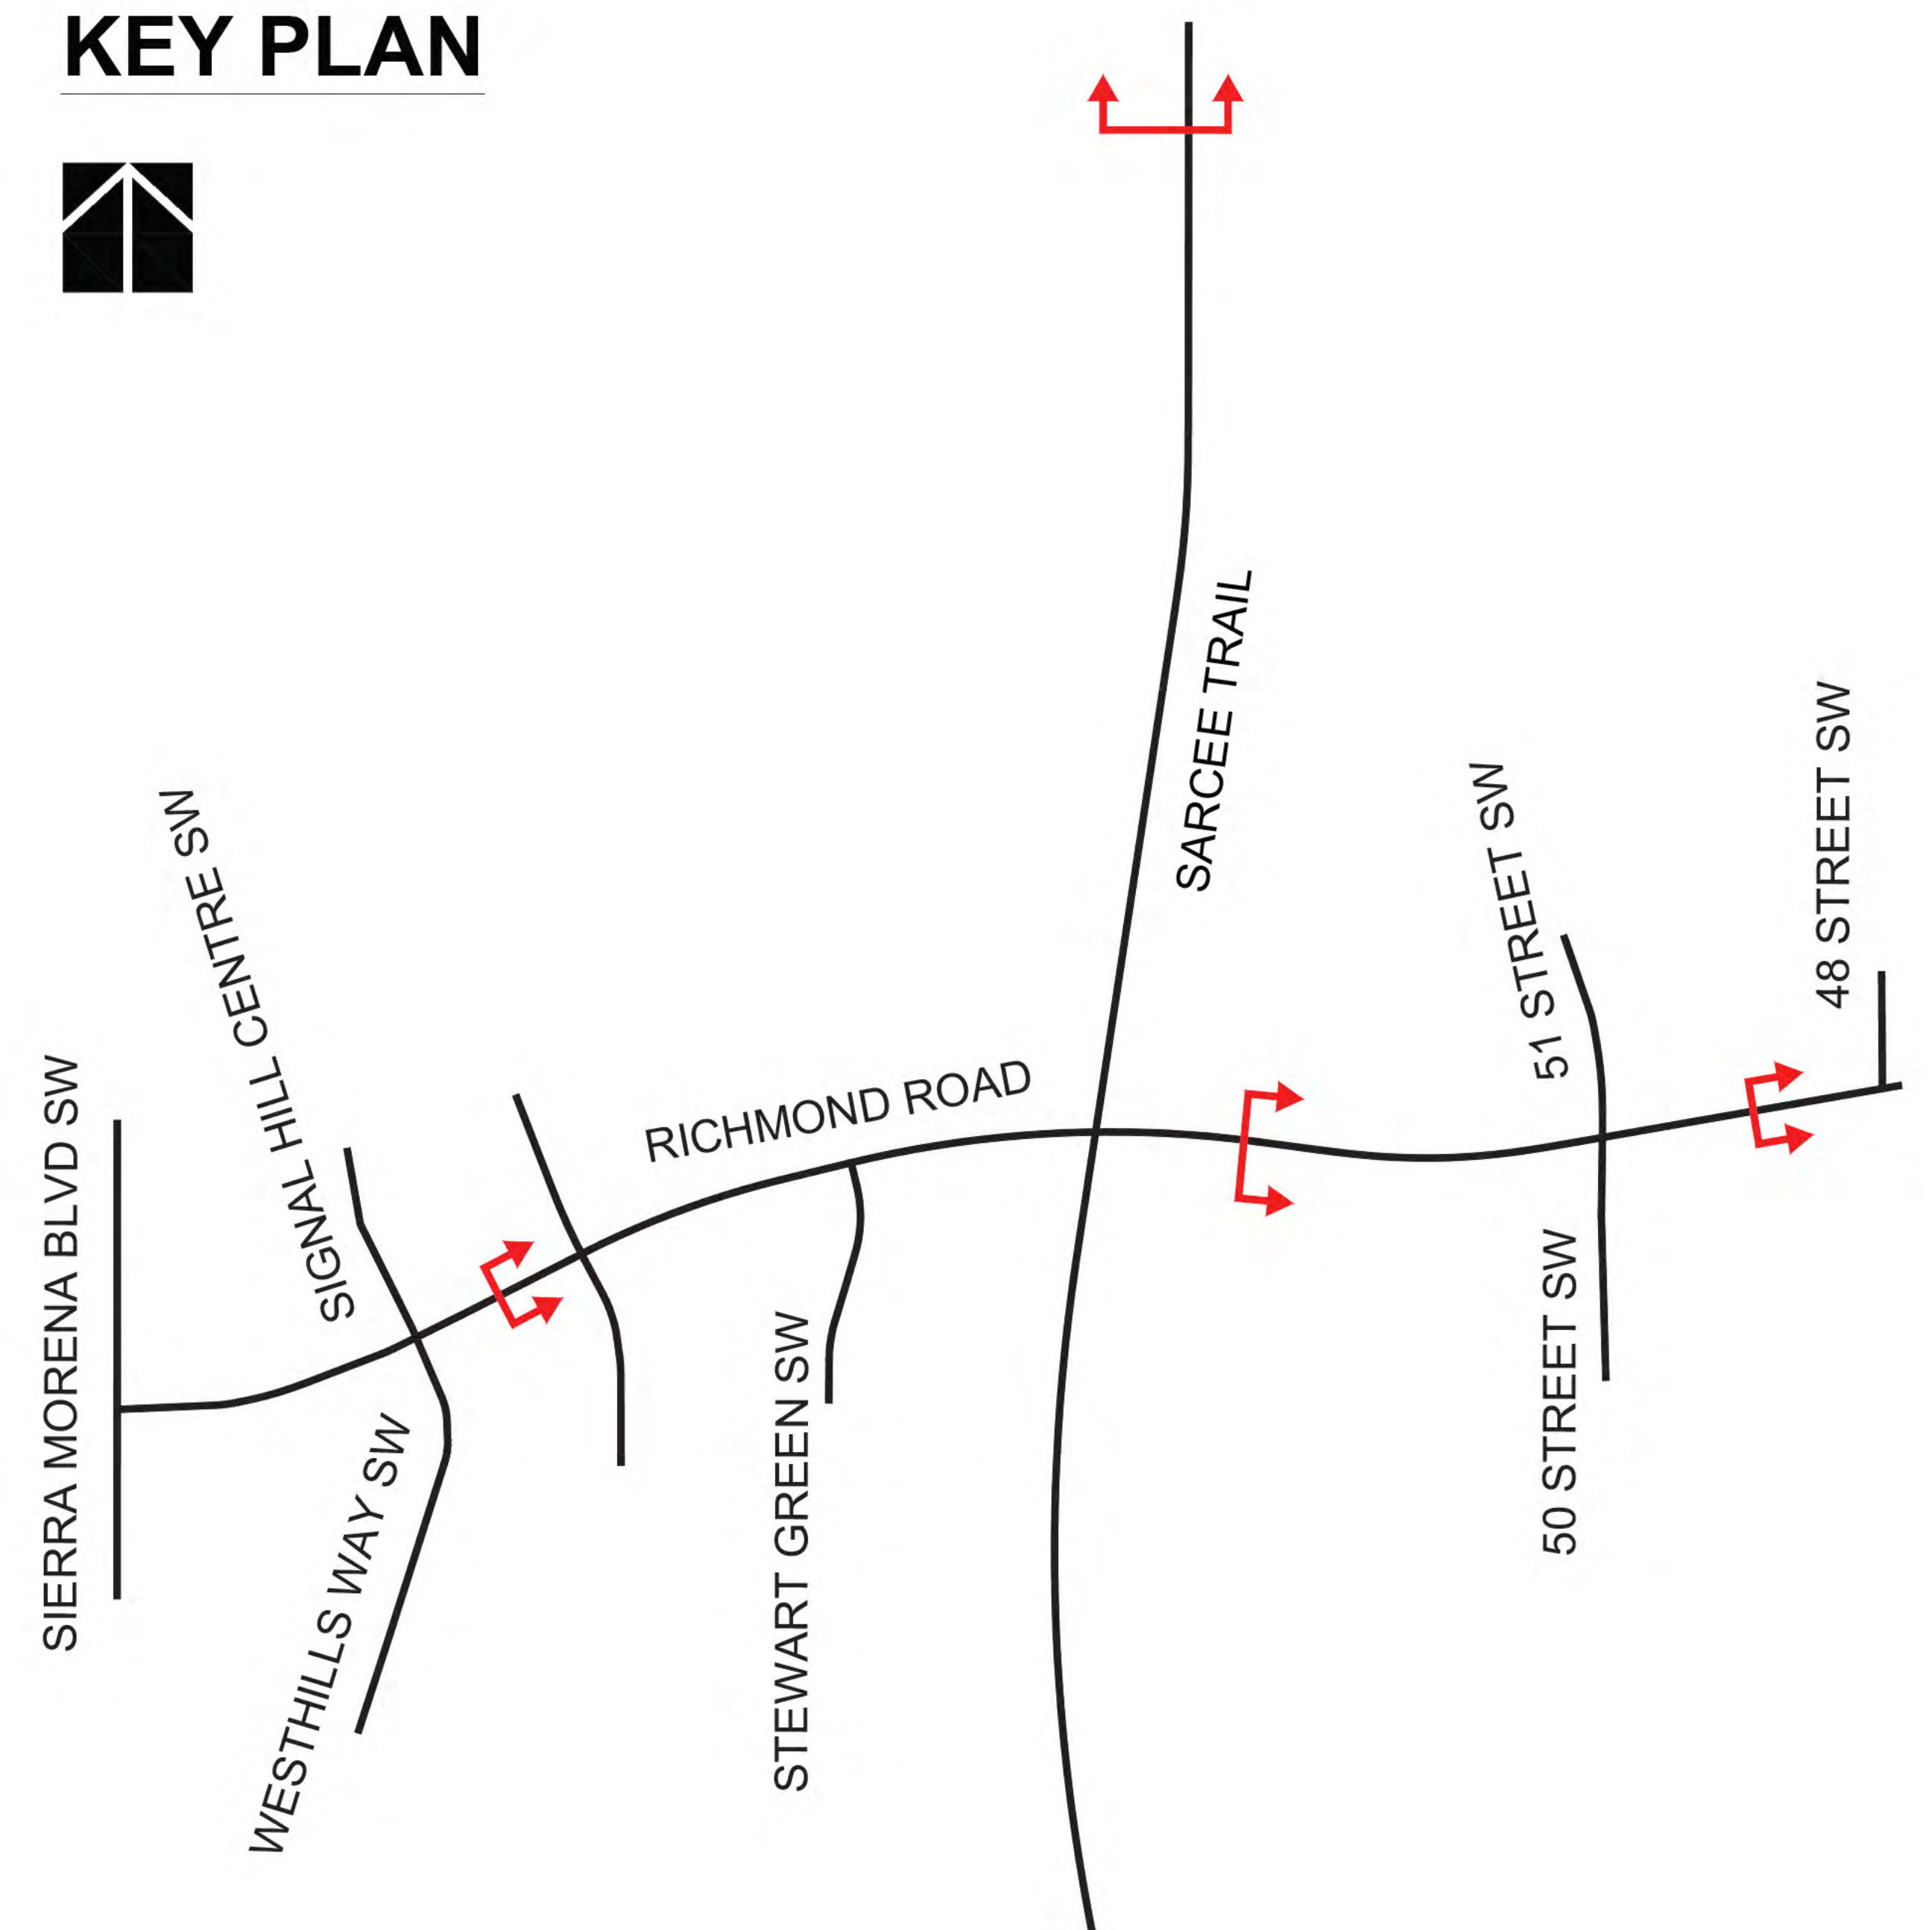 KEY PLAN
SARCEE TRAIL
48 STREET SW
51 STREET SW
SIGNAL HILL CENTRE SW
RICHMOND ROAD
SIERRA MORENA BLVD SW
50 STREET SW
STEWART GREEN SW
WESTHILLS WAY SW